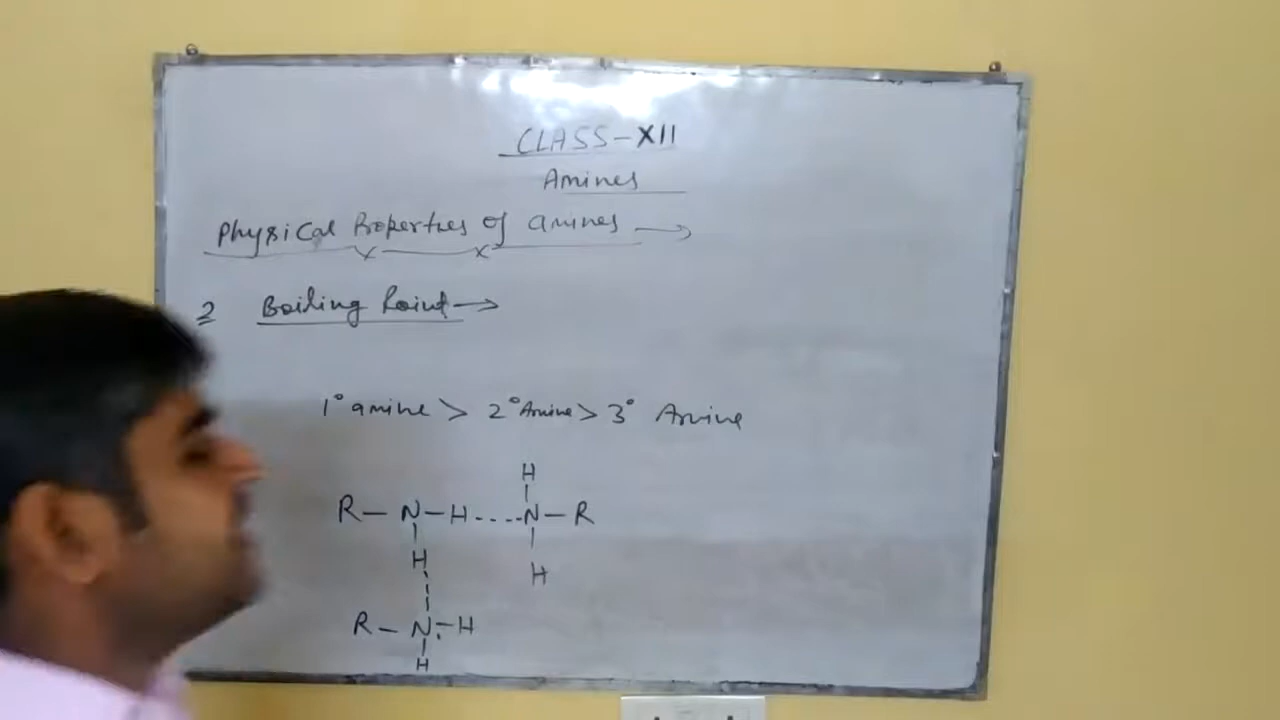 CLASS-XII
Amines
Physical Properties of amines →
2 Boiling Point →
1° amine > 2° Amine > 3° Amine
H
R – N – H - - - - N – R
H H
R – N – H
H